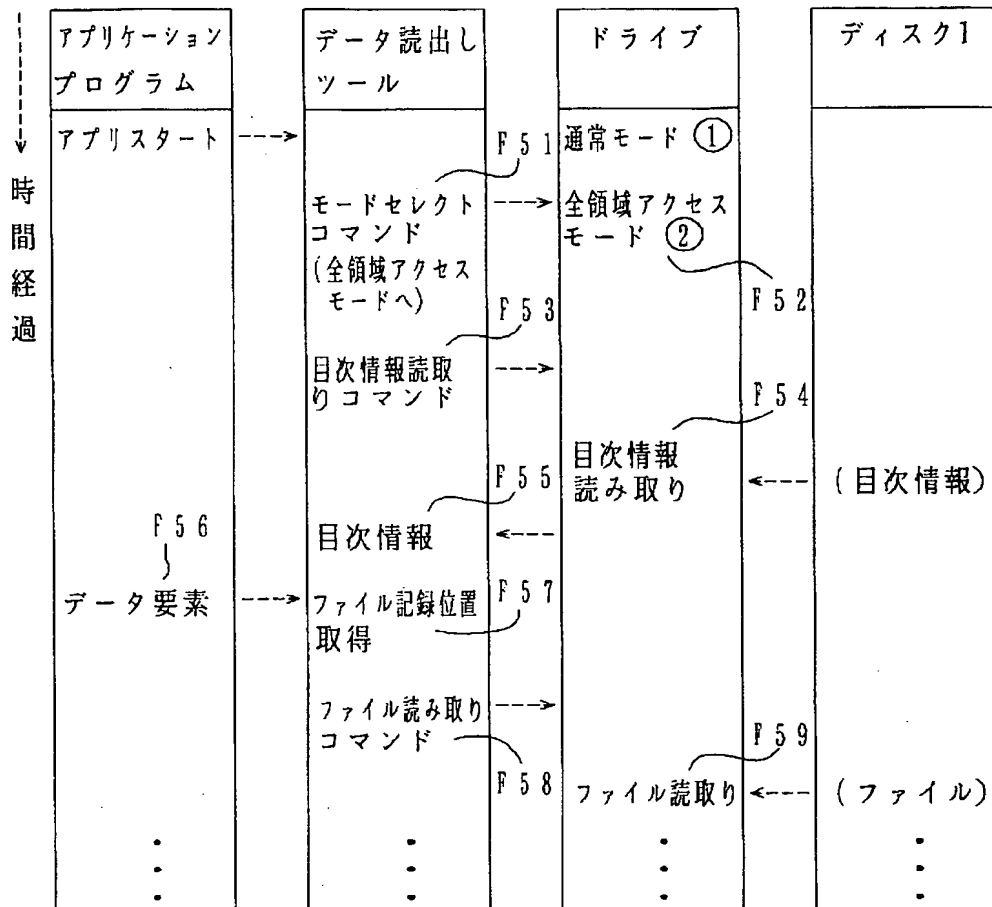 時間経過
アプリケーション
プログラム
データ読出し
ツール
ドライブ
ディスク1
アプリスタート
F51
通常モード ①
モードセレクト
コマンド
(全領域アクセス
モードへ)
全領域アクセス
モード ②
F52
F53
目次情報読取
りコマンド
F54
目次情報
読み取り
(目次情報)
F55
目次情報
F56
データ要素
ファイル記録位置
取得
F57
ファイル読み取り
コマンド
F58
F59
ファイル読取り
(ファイル)